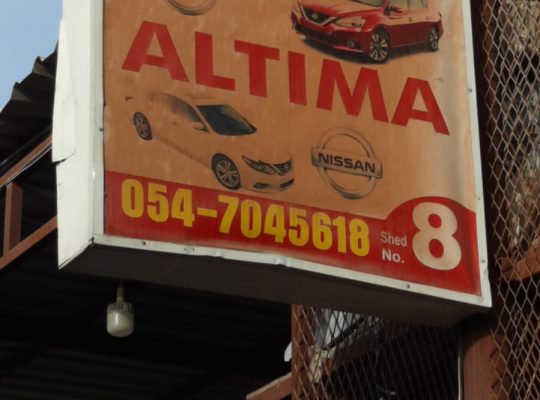 ALTIMA
NISSAN
054-7045618
Shed
No.
8